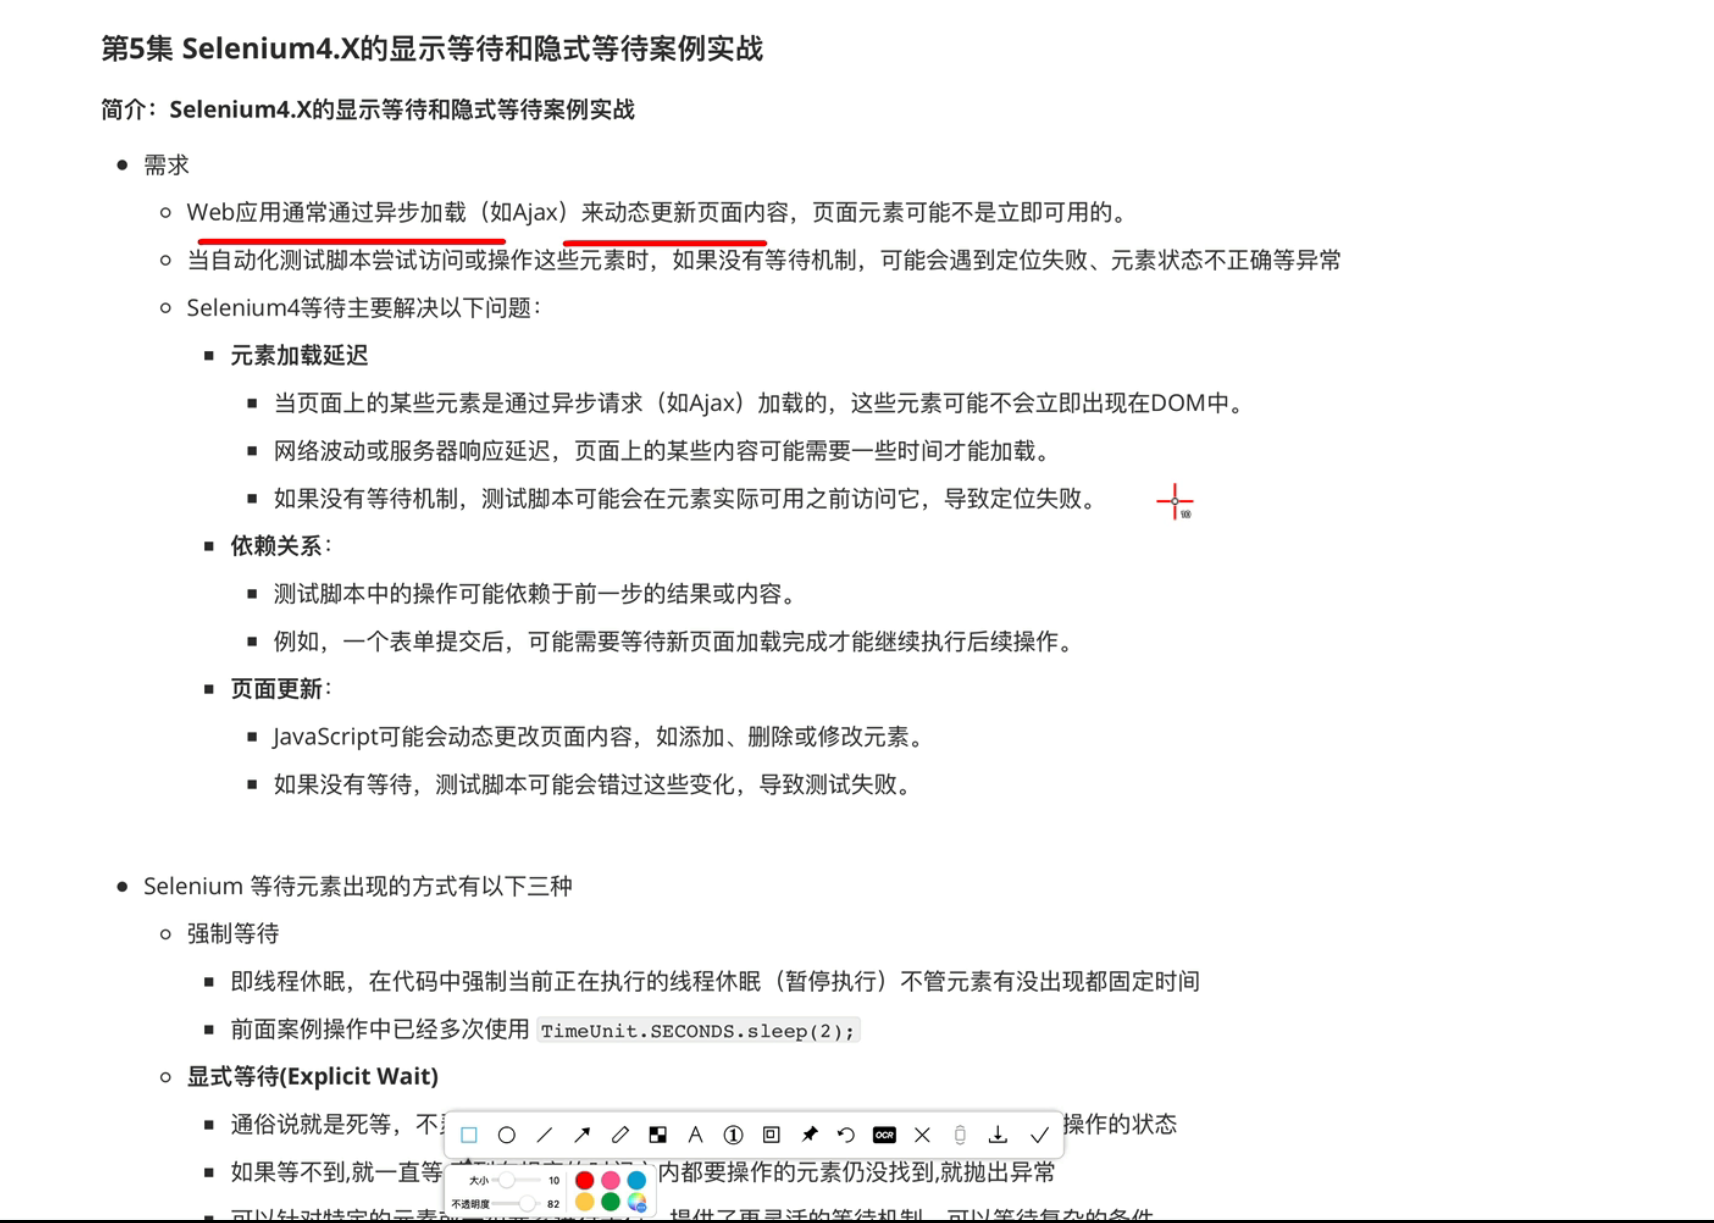 第5集 Selenium4.X的显示等待和隐式等待案例实战
简介：Selenium4.X的显示等待和隐式等待案例实战
需求
Web应用通常通过异步加载（如Ajax）来动态更新页面内容，页面元素可能不是立即可用的。
当自动化测试脚本尝试访问或操作这些元素时，如果没有等待机制，可能会遇到定位失败、元素状态不正确等异常
Selenium4等待主要解决以下问题：
元素加载延迟
当页面上的某些元素是通过异步请求（如Ajax）加载的，这些元素可能不会立即出现在DOM中。
网络波动或服务器响应延迟，页面上的某些内容可能需要一些时间才能加载。
如果没有等待机制，测试脚本可能会在元素实际可用之前访问它，导致定位失败。
10
依赖关系：
测试脚本中的操作可能依赖于前一步的结果或内容。
例如，一个表单提交后，可能需要等待新页面加载完成才能继续执行后续操作。
页面更新：
JavaScript可能会动态更改页面内容，如添加、删除或修改元素。
如果没有等待，测试脚本可能会错过这些变化，导致测试失败。
Selenium 等待元素出现的方式有以下三种
强制等待
即线程休眠，在代码中强制当前正在执行的线程休眠（暂停执行）不管元素有没出现都固定时间
前面案例操作中已经多次使用 TimeUnit.SECONDS.sleep(2);
显式等待(Explicit Wait)
通俗说就是死等，不 操作的状态
A ① OCR
如果等不到,就一直等 内都要操作的元素仍没找到,就抛出异常
大小 10
不透明度 82
可以针对特定的元素 提供了更灵活的等待机制，可以等待复杂的条件